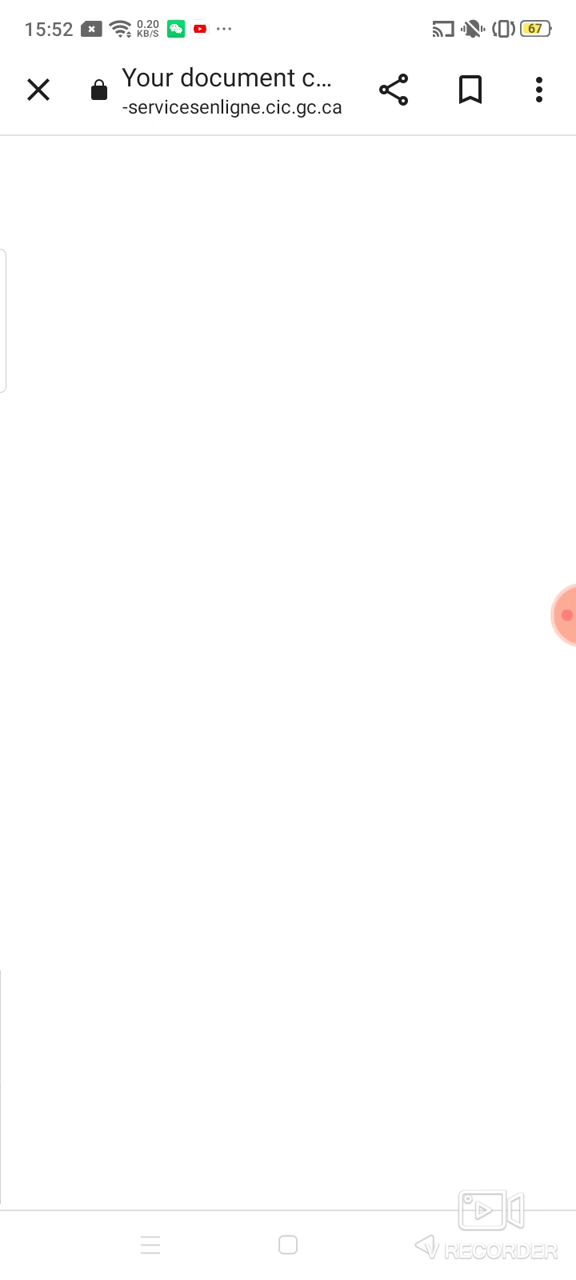 15:52 0.20 KB/S ... 67
Your document c...
-servicesenligne.cic.gc.ca
V RECORDER